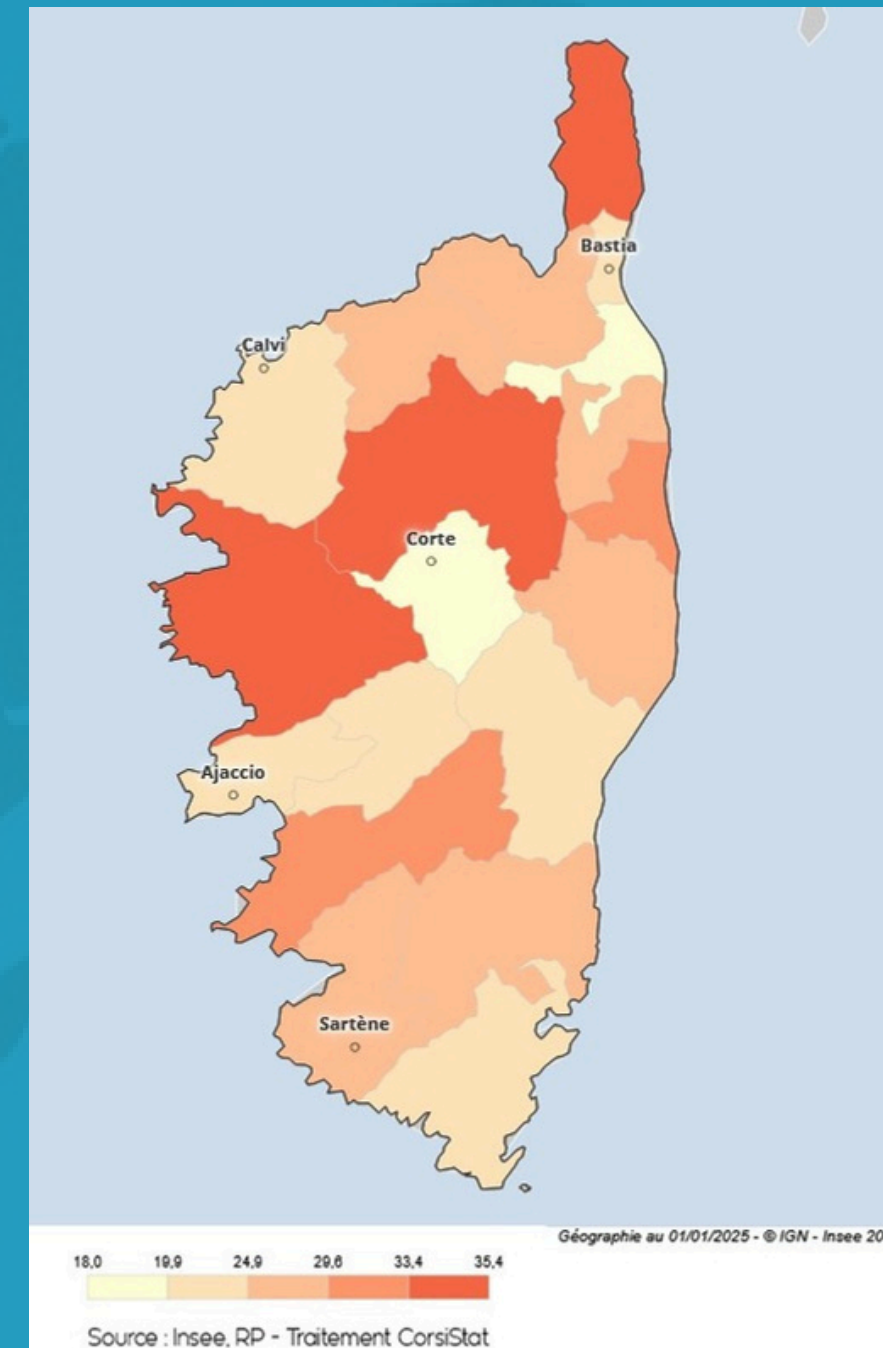 Bastia
Calvi
Corte
Ajaccio
Sartène
Géographie au 01/01/2025 - © IGN - Insee 20
18,0 19,9 24,9 29,6 33,4 35,4
Source : Insee, RP - Traitement CorsiStat